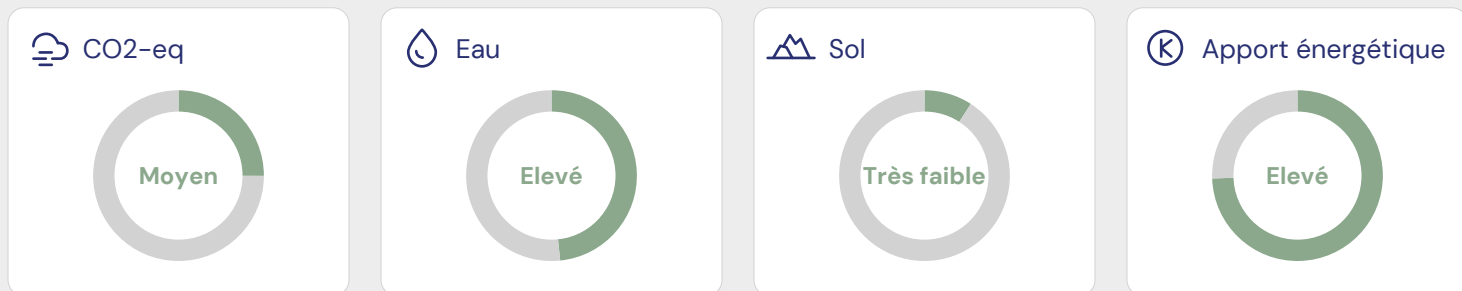 CO2-eq
Moyen
Eau
Elevé
Sol
Très faible
Apport énergétique
Elevé